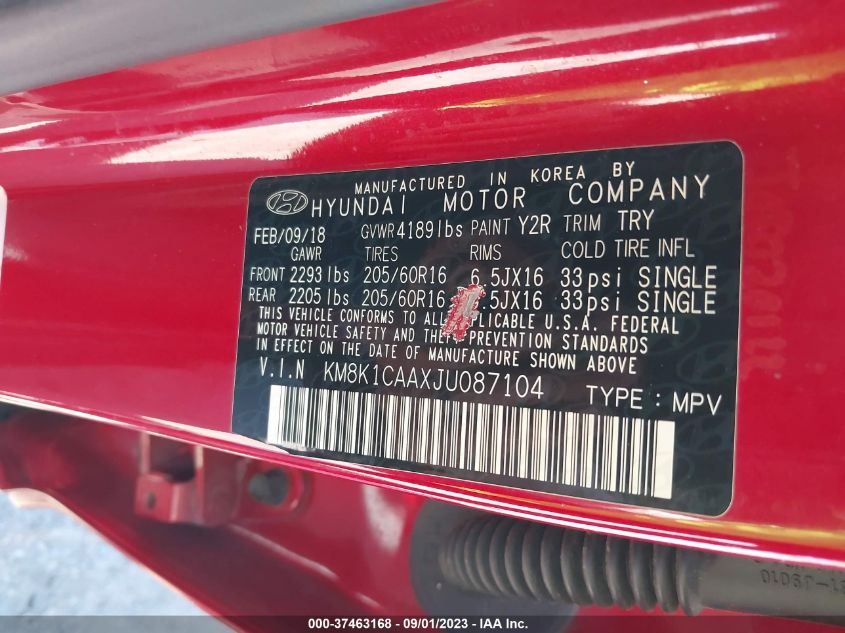 MANUFACTURED IN KOREA BY
HYUNDAI MOTOR COMPANY
FEB/09/18 GVWR 4189 lbs PAINT Y2R TRIM TRY
GAWR TIRES RIMS COLD TIRE INFL
FRONT 2293 lbs 205/60R16 6.5JX16 33psi SINGLE
REAR 2205 lbs 205/60R16 .5JX16 33psi SINGLE
THIS VEHICLE CONFORMS TO ALL PLICABLE U.S.A. FEDERAL
MOTOR VEHICLE SAFETY AND THEFT PREVENTION STANDARDS
IN EFFECT ON THE DATE OF MANUFACTURE SHOWN ABOVE
V.I.N KM8K1CAAXJU087104 TYPE : MPV
000-37463168 - 09/01/2023 - IAA Inc.